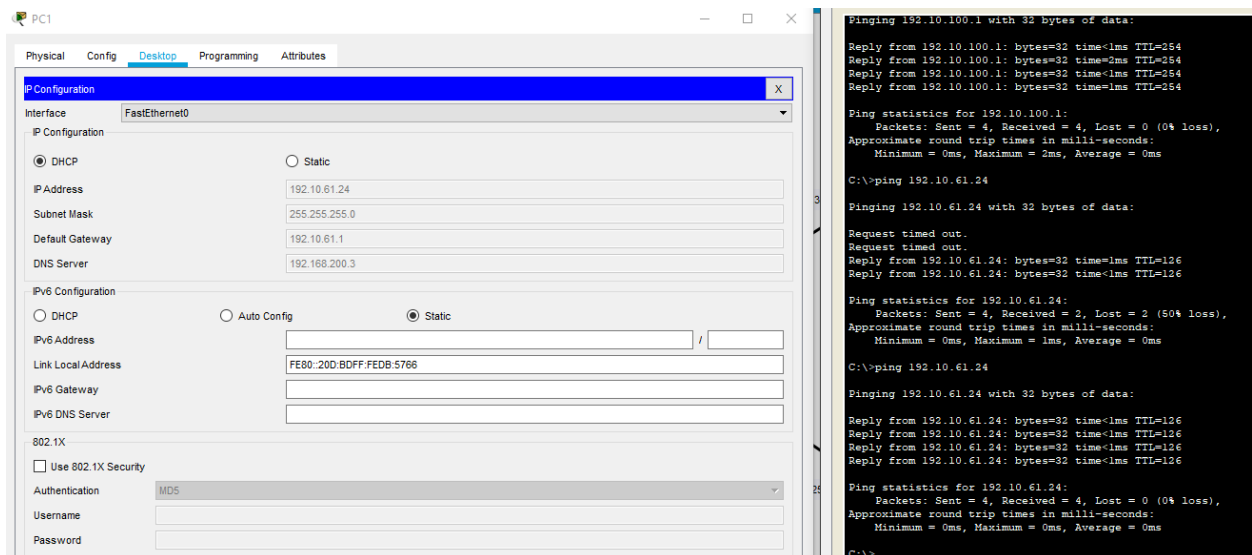 PC1
Physical Config Desktop Programming Attributes
IP Configuration X
Interface FastEthernet0
IP Configuration
DHCP Static
IP Address 192.10.61.24
Subnet Mask 255.255.255.0
Default Gateway 192.10.61.1
DNS Server 192.168.200.3
IPv6 Configuration
DHCP Auto Config Static
IPv6 Address /
Link Local Address FE80::20D:BDFF:FEDB:5766
IPv6 Gateway
IPv6 DNS Server
802.1X
Use 802.1X Security
Authentication MD5
Username
Password
3
25
Pinging 192.10.100.1 with 32 bytes of data:
Reply from 192.10.100.1: bytes=32 time<1ms TTL=254
Reply from 192.10.100.1: bytes=32 time=2ms TTL=254
Reply from 192.10.100.1: bytes=32 time<1ms TTL=254
Reply from 192.10.100.1: bytes=32 time=1ms TTL=254
Ping statistics for 192.10.100.1:
Packets: Sent = 4, Received = 4, Lost = 0 (0% loss),
Approximate round trip times in milli-seconds:
Minimum = 0ms, Maximum = 2ms, Average = 0ms
C:\>ping 192.10.61.24
Pinging 192.10.61.24 with 32 bytes of data:
Request timed out.
Request timed out.
Reply from 192.10.61.24: bytes=32 time=1ms TTL=126
Reply from 192.10.61.24: bytes=32 time<1ms TTL=126
Ping statistics for 192.10.61.24:
Packets: Sent = 4, Received = 2, Lost = 2 (50% loss),
Approximate round trip times in milli-seconds:
Minimum = 0ms, Maximum = 1ms, Average = 0ms
C:\>ping 192.10.61.24
Pinging 192.10.61.24 with 32 bytes of data:
Reply from 192.10.61.24: bytes=32 time<1ms TTL=126
Reply from 192.10.61.24: bytes=32 time<1ms TTL=126
Reply from 192.10.61.24: bytes=32 time<1ms TTL=126
Reply from 192.10.61.24: bytes=32 time<1ms TTL=126
Ping statistics for 192.10.61.24:
Packets: Sent = 4, Received = 4, Lost = 0 (0% loss),
Approximate round trip times in milli-seconds:
Minimum = 0ms, Maximum = 0ms, Average = 0ms
C:\>